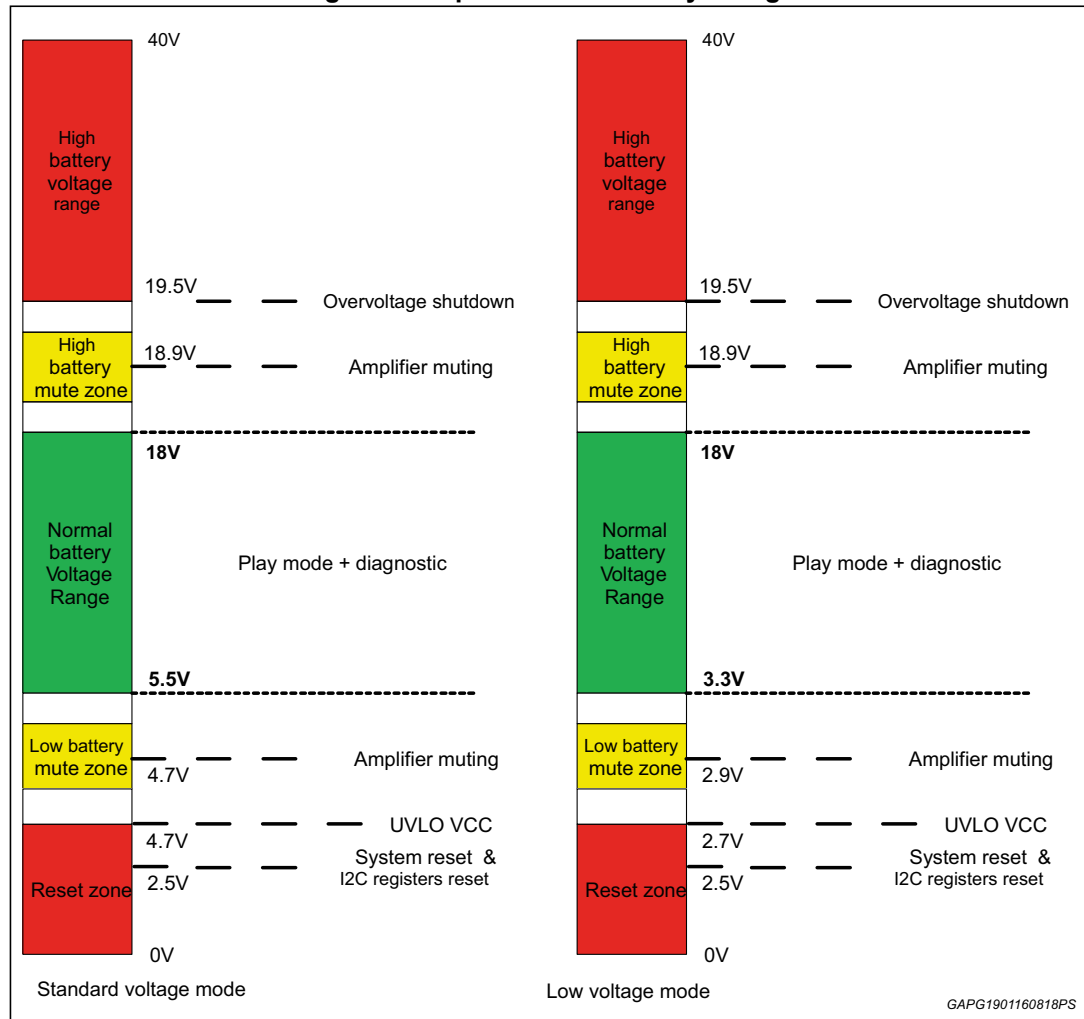 40V
High
battery
voltage
range
19.5V
Overvoltage shutdown
High
battery
mute zone
18.9V
Amplifier muting
18V
Normal
battery
Voltage
Range
Play mode + diagnostic
5.5V
Low battery
mute zone
Amplifier muting
4.7V
UVLO VCC
4.7V
System reset &
I2C registers reset
2.5V
Reset zone
0V
Standard voltage mode
40V
High
battery
voltage
range
19.5V
Overvoltage shutdown
High
battery
mute zone
18.9V
Amplifier muting
18V
Normal
battery
Voltage
Range
Play mode + diagnostic
3.3V
Low battery
mute zone
Amplifier muting
2.9V
UVLO VCC
2.7V
System reset &
I2C registers reset
2.5V
Reset zone
0V
Low voltage mode
GAPG1901160818PS